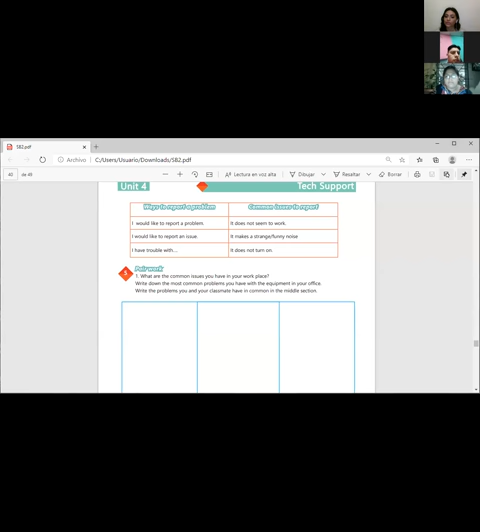 SB2.pdf
Archivo | C:/Users/Usuario/Downloads/SB2.pdf
40 de 49 Lectura en voz alta Dibujar Resaltar Borrar
Unit 4 Tech Support
Ways to report a problem Common issues to report
I would like to report a problem. It does not seem to work.
I would like to report an issue. It makes a strange/funny noise
I have trouble with.... It does not turn on.
Pair work
1. What are the common issues you have in your work place?
Write down the most common problems you have with the equipment in your office.
Write the problems you and your classmate have in common in the middle section.